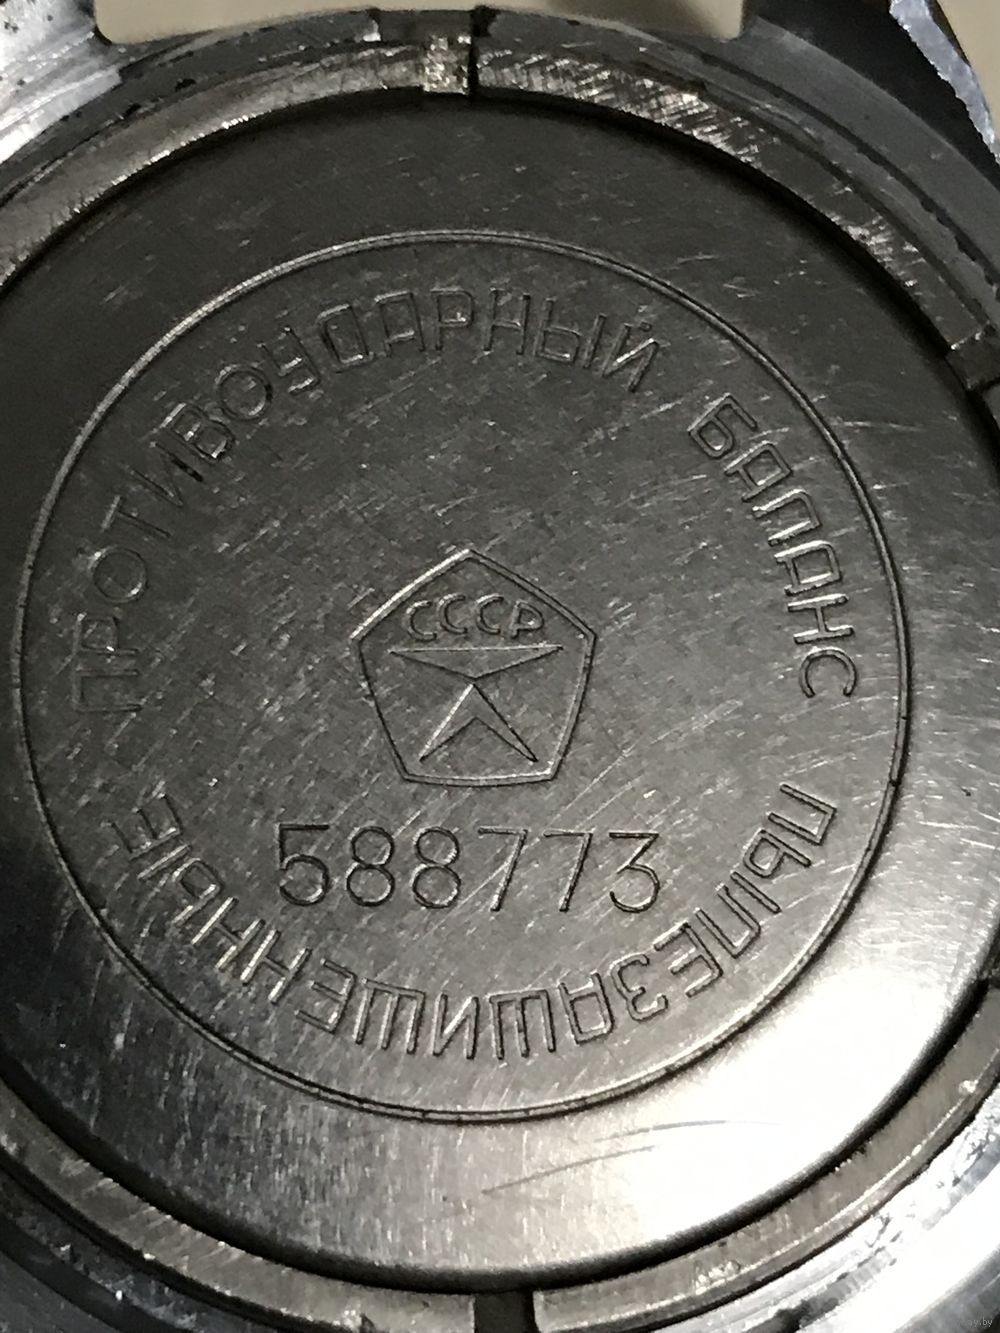 ПРОТИВОУДАРНЫЙ БАЛАНС
СССР
588773
ПЫЛЕЗАЩИЩЕННЫЕ